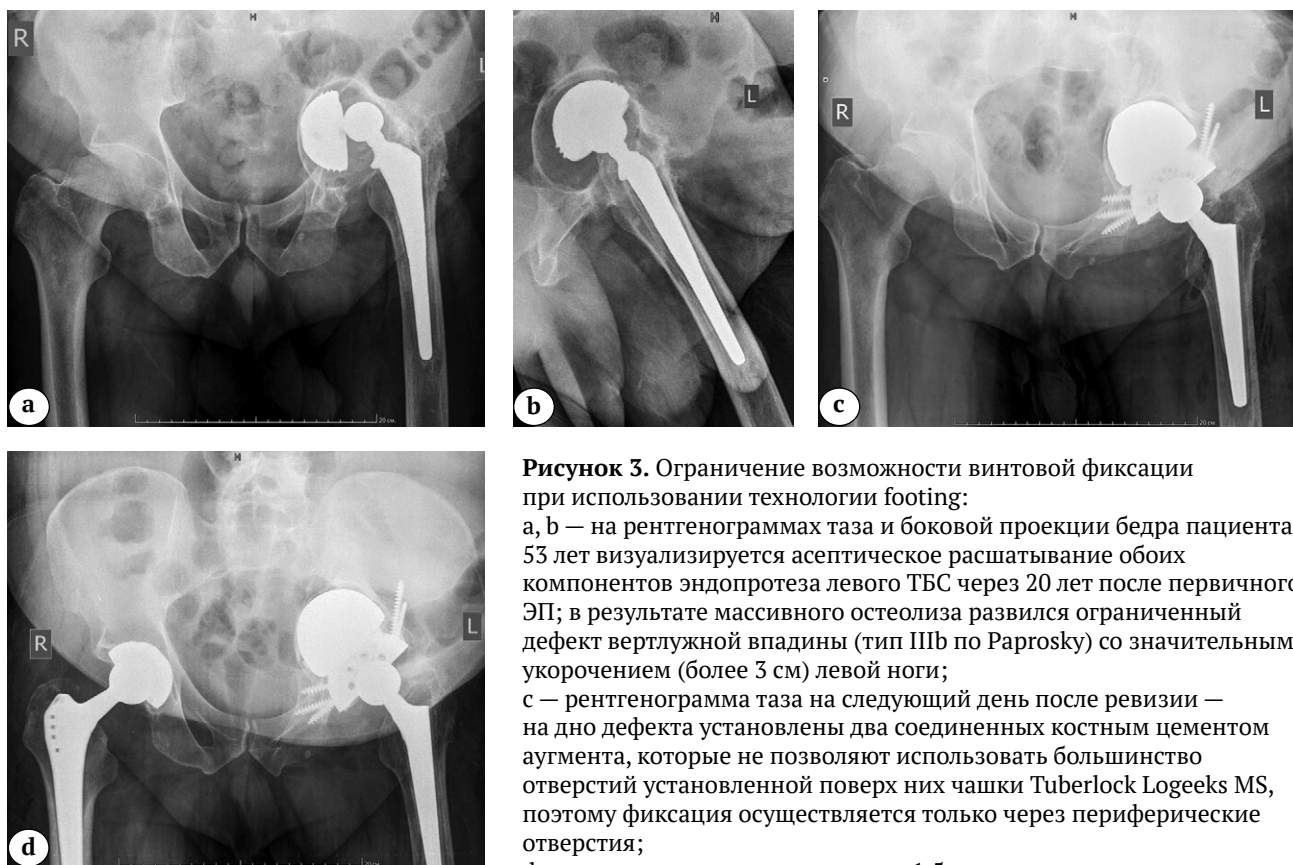 H
R
L
a
20 см.
H
L
b
H
R
L
c
20 см.
H
R
L
d
Рисунок 3. Ограничение возможности винтовой фиксации
при использовании технологии footing:
a, b — на рентгенограммах таза и боковой проекции бедра пациента
53 лет визуализируется асептическое расшатывание обоих
компонентов эндопротеза левого ТБС через 20 лет после первичного
ЭП; в результате массивного остеолиза развился ограниченный
дефект вертлужной впадины (тип IIIb по Paprosky) со значительным
укорочением (более 3 см) левой ноги;
c — рентгенограмма таза на следующий день после ревизии —
на дно дефекта установлены два соединенных костным цементом
аугмента, которые не позволяют использовать большинство
отверстий установленной поверх них чашки Tuberlock Logeeks MS,
поэтому фиксация осуществляется только через периферические
отверстия;